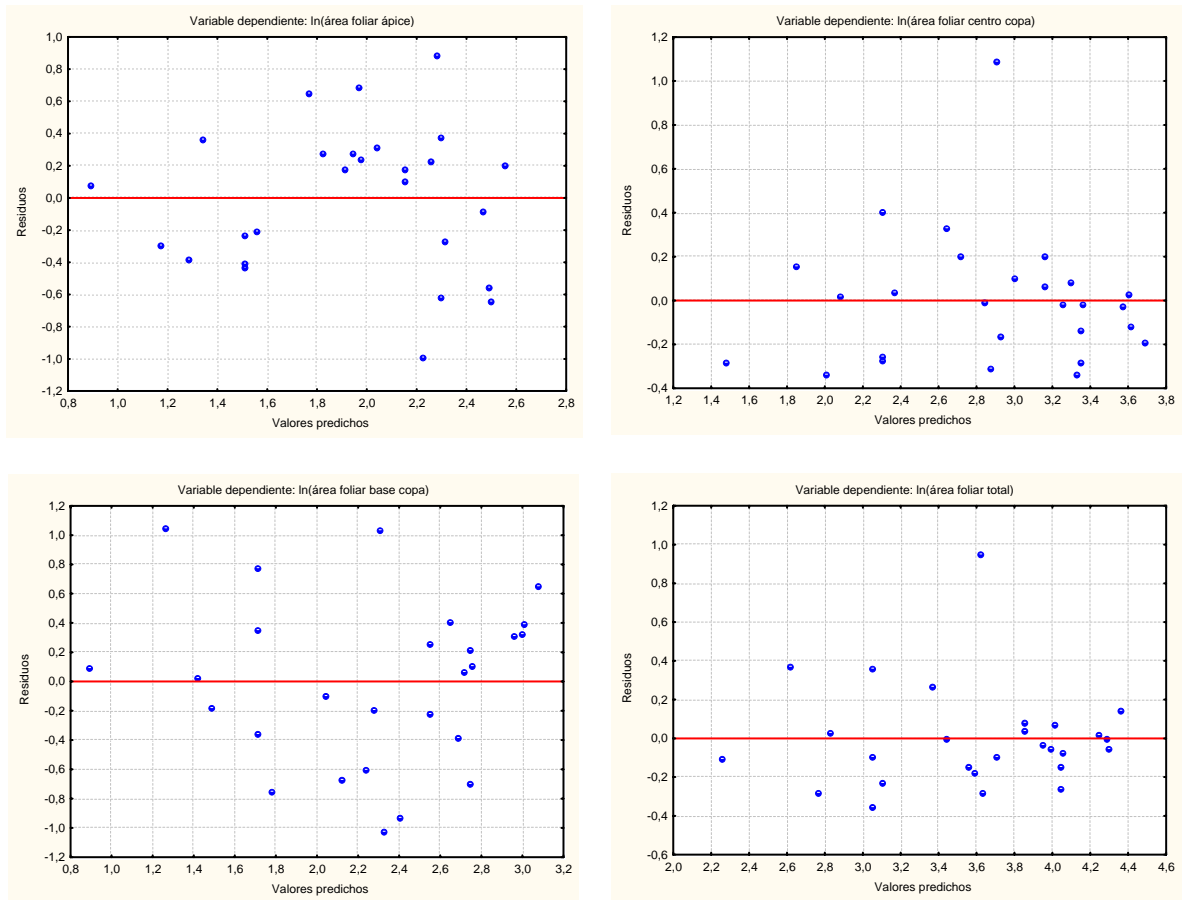 Variable dependiente: ln(área foliar ápice)
1,0
0,8
0,6
0,4
0,2
0,0
-0,2
-0,4
-0,6
-0,8
-1,0
-1,2
Residuos
0,8 1,0 1,2 1,4 1,6 1,8 2,0 2,2 2,4 2,6 2,8
Valores predichos
Variable dependiente: ln(área foliar centro copa)
1,2
1,0
0,8
0,6
0,4
0,2
0,0
-0,2
-0,4
Residuos
1,2 1,4 1,6 1,8 2,0 2,2 2,4 2,6 2,8 3,0 3,2 3,4 3,6 3,8
Valores predichos
Variable dependiente: ln(área foliar base copa)
1,2
1,0
0,8
0,6
0,4
0,2
0,0
-0,2
-0,4
-0,6
-0,8
-1,0
-1,2
Residuos
0,8 1,0 1,2 1,4 1,6 1,8 2,0 2,2 2,4 2,6 2,8 3,0 3,2
Valores predichos
Variable dependiente: ln(área foliar total)
1,2
1,0
0,8
0,6
0,4
0,2
0,0
-0,2
-0,4
-0,6
Residuos
2,0 2,2 2,4 2,6 2,8 3,0 3,2 3,4 3,6 3,8 4,0 4,2 4,4 4,6
Valores predichos